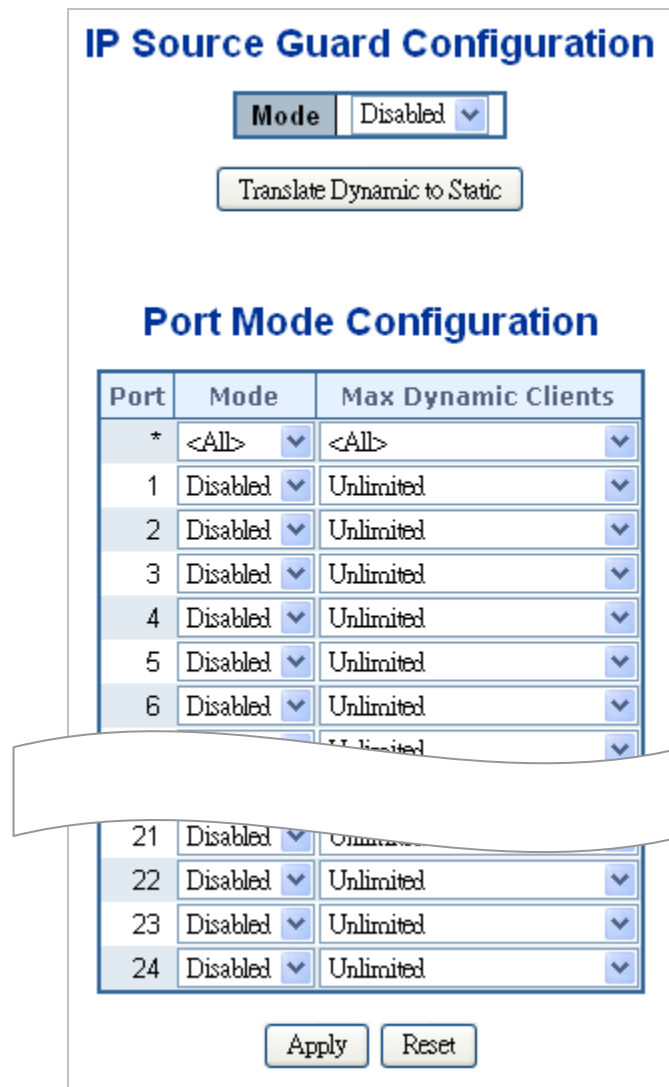 IP Source Guard Configuration
Mode Disabled
Translate Dynamic to Static
Port Mode Configuration
Port Mode Max Dynamic Clients
* <All> <All>
1 Disabled Unlimited
2 Disabled Unlimited
3 Disabled Unlimited
4 Disabled Unlimited
5 Disabled Unlimited
6 Disabled Unlimited
Unlimited
21 Disabled Unlimited
22 Disabled Unlimited
23 Disabled Unlimited
24 Disabled Unlimited
Apply Reset